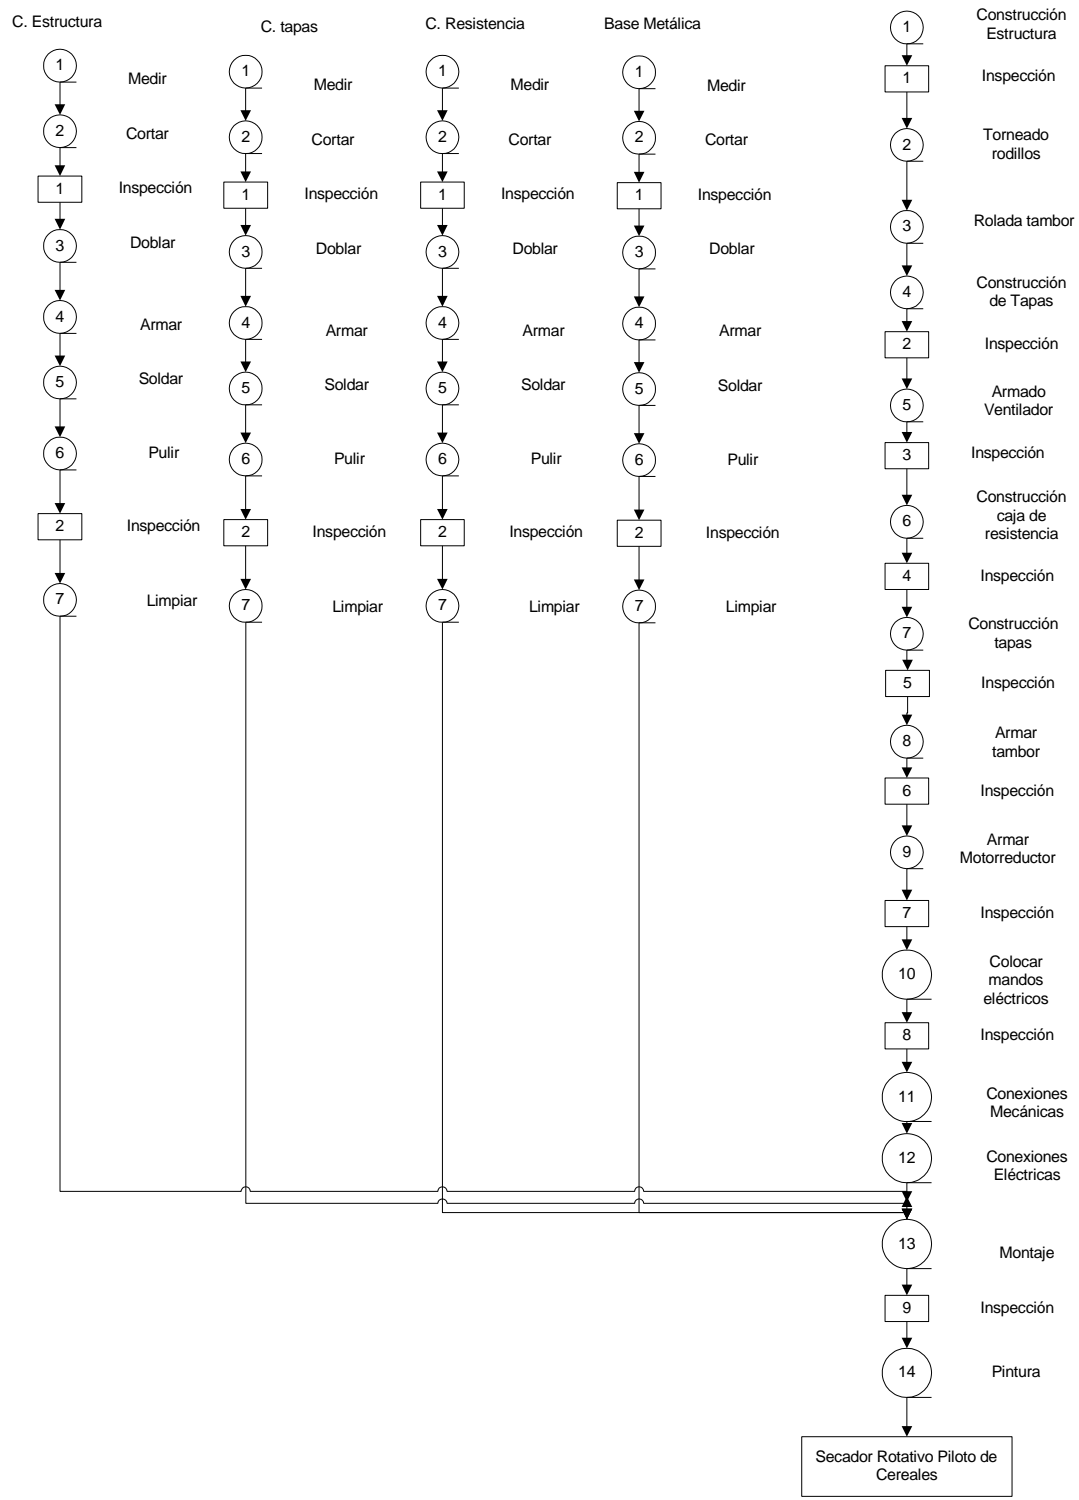 C. Estructura
1
Medir
2
Cortar
1
Inspección
3
Doblar
4
Armar
5
Soldar
6
Pulir
2
Inspección
7
Limpiar
C. tapas
1
Medir
2
Cortar
1
Inspección
3
Doblar
4
Armar
5
Soldar
6
Pulir
2
Inspección
7
Limpiar
C. Resistencia
1
Medir
2
Cortar
1
Inspección
3
Doblar
4
Armar
5
Soldar
6
Pulir
2
Inspección
7
Limpiar
Base Metálica
1
Medir
2
Cortar
1
Inspección
3
Doblar
4
Armar
5
Soldar
6
Pulir
2
Inspección
7
Limpiar
1
Construcción
Estructura
1
Inspección
2
Torneado
rodillos
3
Rolada tambor
4
Construcción
de Tapas
2
Inspección
5
Armado
Ventilador
3
Inspección
6
Construcción
caja de
resistencia
4
Inspección
7
Construcción
tapas
5
Inspección
8
Armar
tambor
6
Inspección
9
Armar
Motorreductor
7
Inspección
10
Colocar
mandos
eléctricos
8
Inspección
11
Conexiones
Mecánicas
12
Conexiones
Eléctricas
13
Montaje
9
Inspección
14
Pintura
Secador Rotativo Piloto de
Cereales